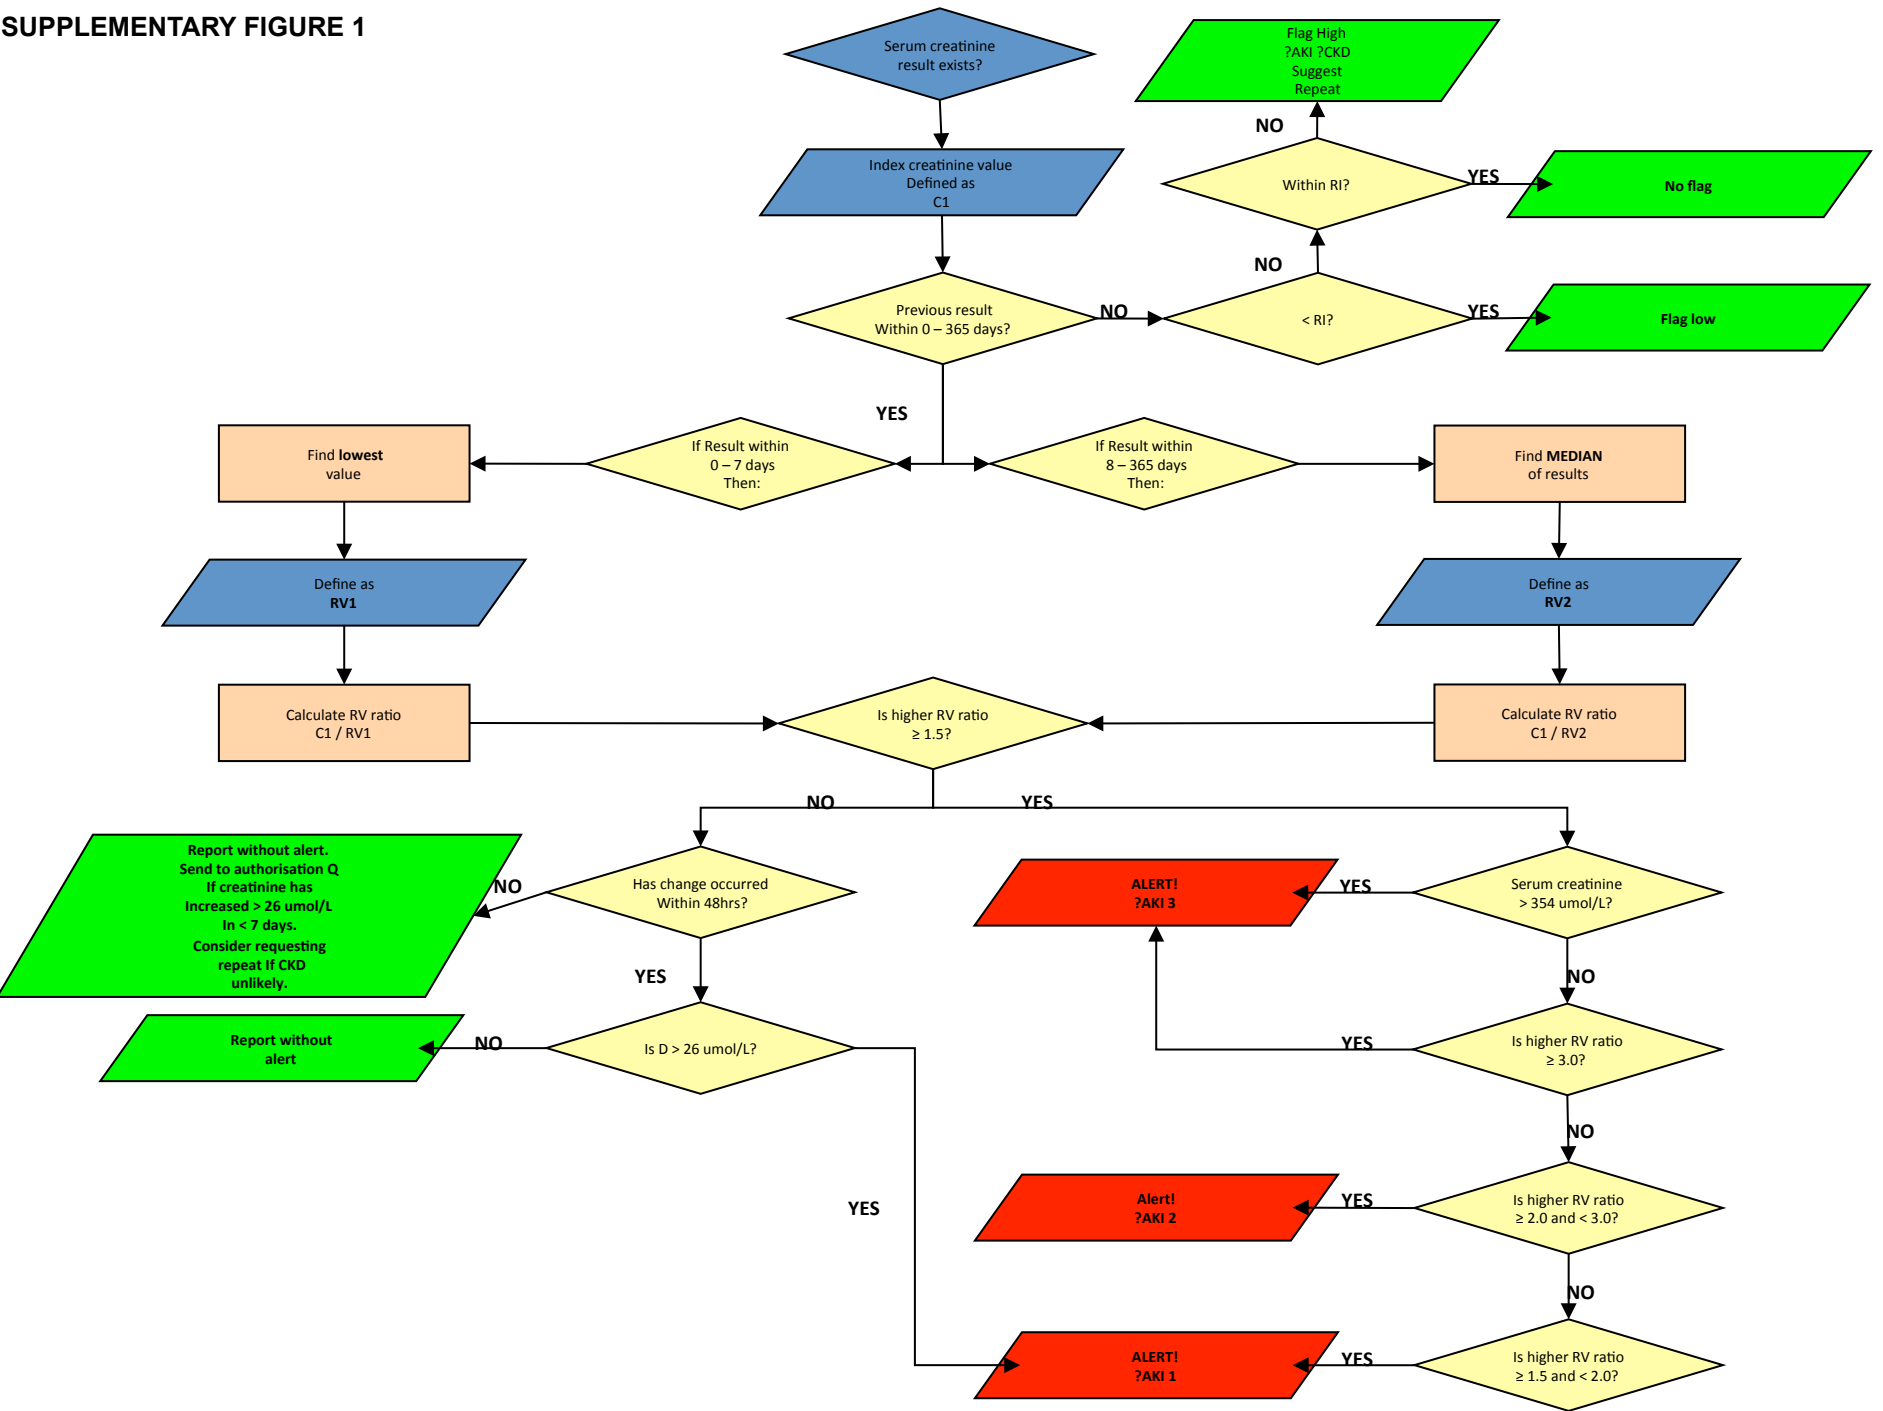 SUPPLEMENTARY FIGURE 1
Serum creatinine
result exists?
Flag High
?AKI ?CKD
Suggest
Repeat
NO
Index creatinine value
Defined as
C1
Within RI?
YES
No flag
NO
Previous result
Within 0 – 365 days?
NO
< RI?
YES
Flag low
YES
Find lowest
value
If Result within
0 – 7 days
Then:
If Result within
8 – 365 days
Then:
Find MEDIAN
of results
Define as
RV1
Define as
RV2
Calculate RV ratio
C1 / RV1
Is higher RV ratio
≥ 1.5?
Calculate RV ratio
C1 / RV2
NO
YES
Report without alert.
Send to authorisation Q
If creatinine has
Increased > 26 umol/L
In < 7 days.
Consider requesting
repeat If CKD
unlikely.
NO
Has change occurred
Within 48hrs?
ALERT!
?AKI 3
YES
Serum creatinine
> 354 umol/L?
YES
NO
Report without
alert
NO
Is D > 26 umol/L?
YES
Is higher RV ratio
≥ 3.0?
NO
YES
Alert!
?AKI 2
YES
Is higher RV ratio
≥ 2.0 and < 3.0?
NO
ALERT!
?AKI 1
YES
Is higher RV ratio
≥ 1.5 and < 2.0?